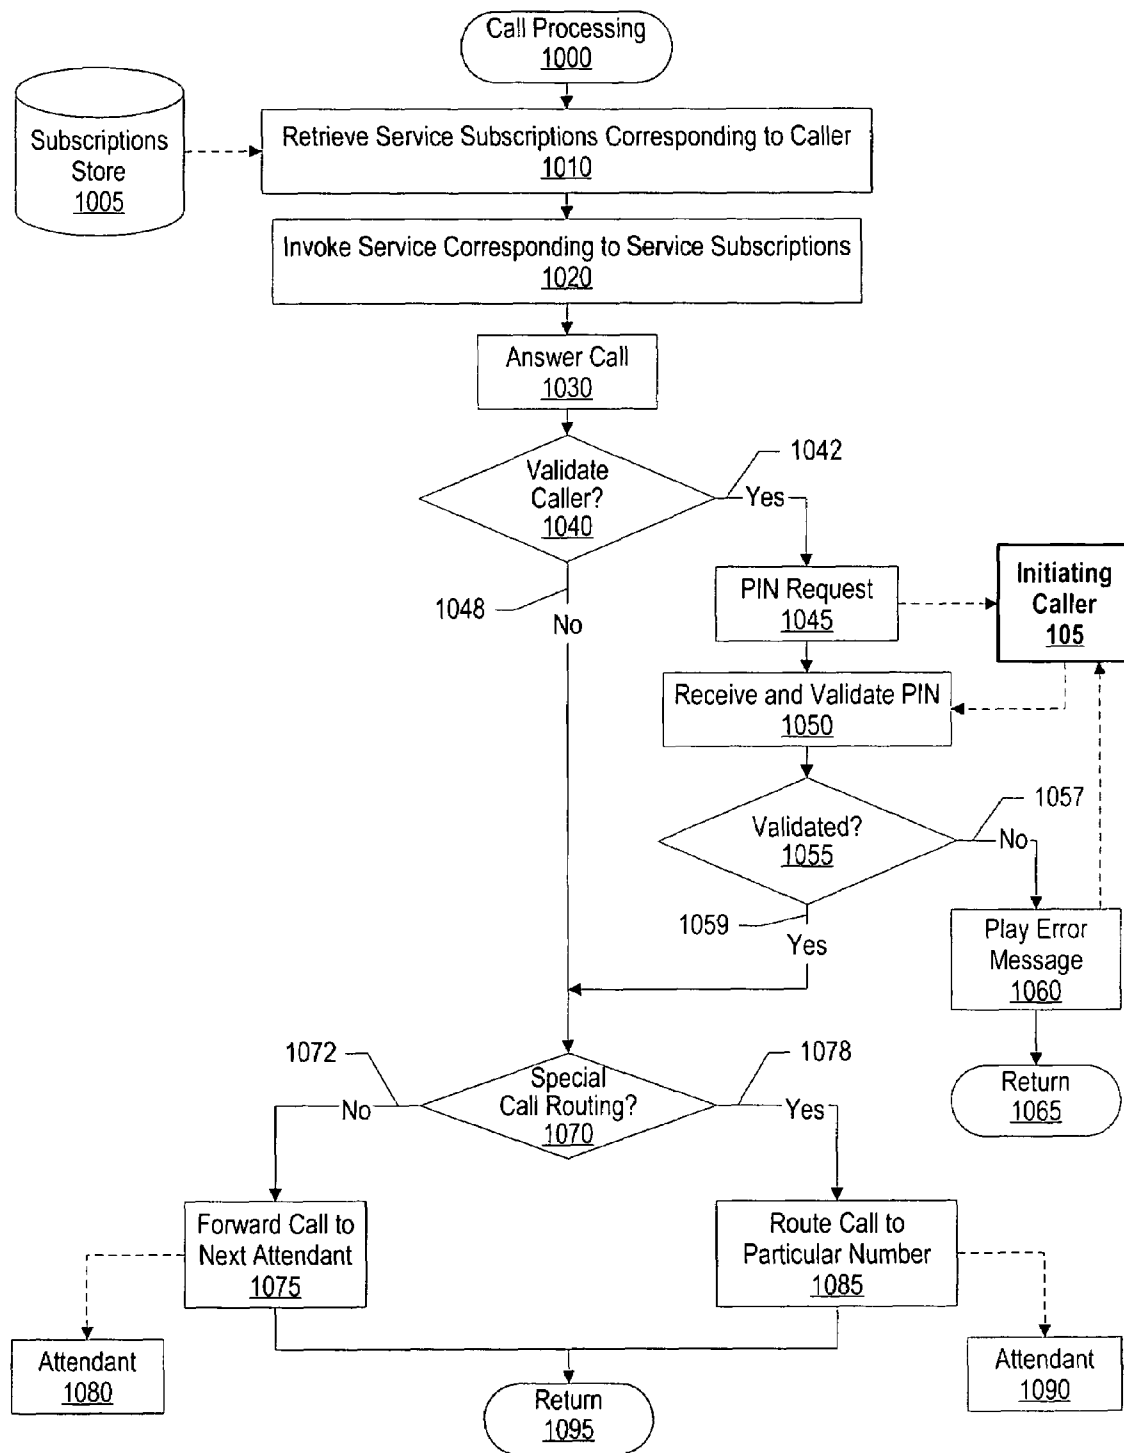 Call Processing
1000
Subscriptions
Store
1005
Retrieve Service Subscriptions Corresponding to Caller
1010
Invoke Service Corresponding to Service Subscriptions
1020
Answer Call
1030
Validate
Caller?
1040
1042
Yes
1048
No
PIN Request
1045
Initiating
Caller
105
Receive and Validate PIN
1050
Validated?
1055
1057
No
1059
Yes
Play Error
Message
1060
Return
1065
Special
Call Routing?
1070
1072
No
1078
Yes
Forward Call to
Next Attendant
1075
Route Call to
Particular Number
1085
Attendant
1080
Attendant
1090
Return
1095